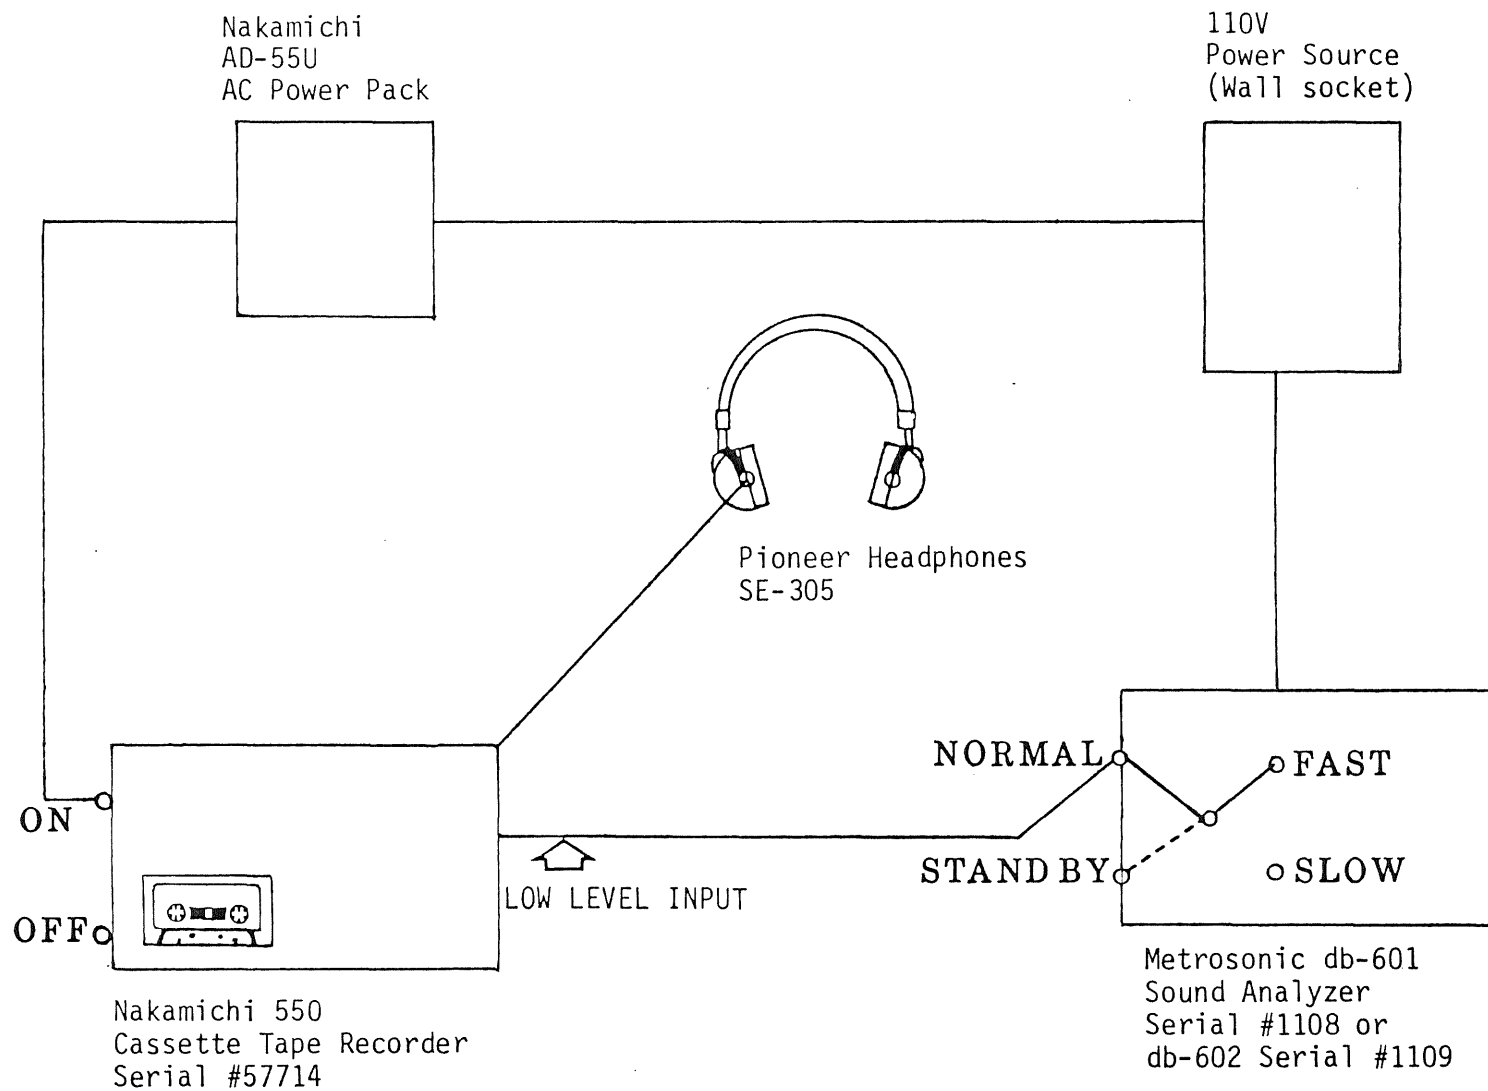 Nakamichi
AD-55U
AC Power Pack
110V
Power Source
(Wall socket)
Pioneer Headphones
SE-305
NORMAL
FAST
ON
STAND BY
SLOW
LOW LEVEL INPUT
OFF
Nakamichi 550
Cassette Tape Recorder
Serial #57714
Metrosonic db-601
Sound Analyzer
Serial #1108 or
db-602 Serial #1109